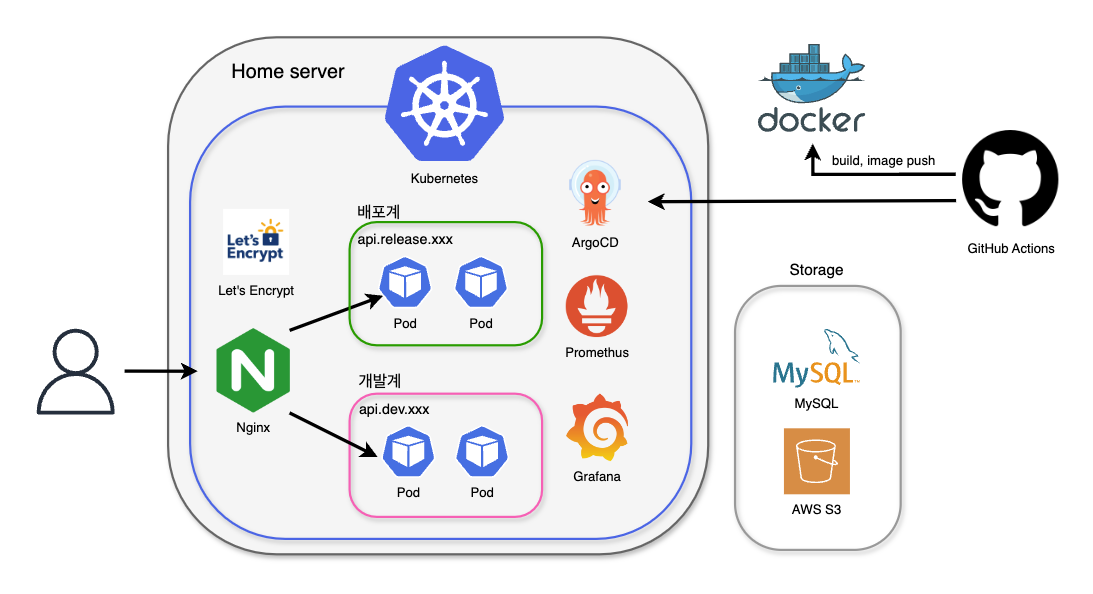 Home server
Kubernetes
docker
build, image push
GitHub Actions
ArgoCD
배포계
api.release.xxx
Pod
Pod
Let's
Encrypt
Let's Encrypt
Promethus
Storage
N
Nginx
개발계
api.dev.xxx
Pod
Pod
Grafana
MySQL
MySQL
AWS S3